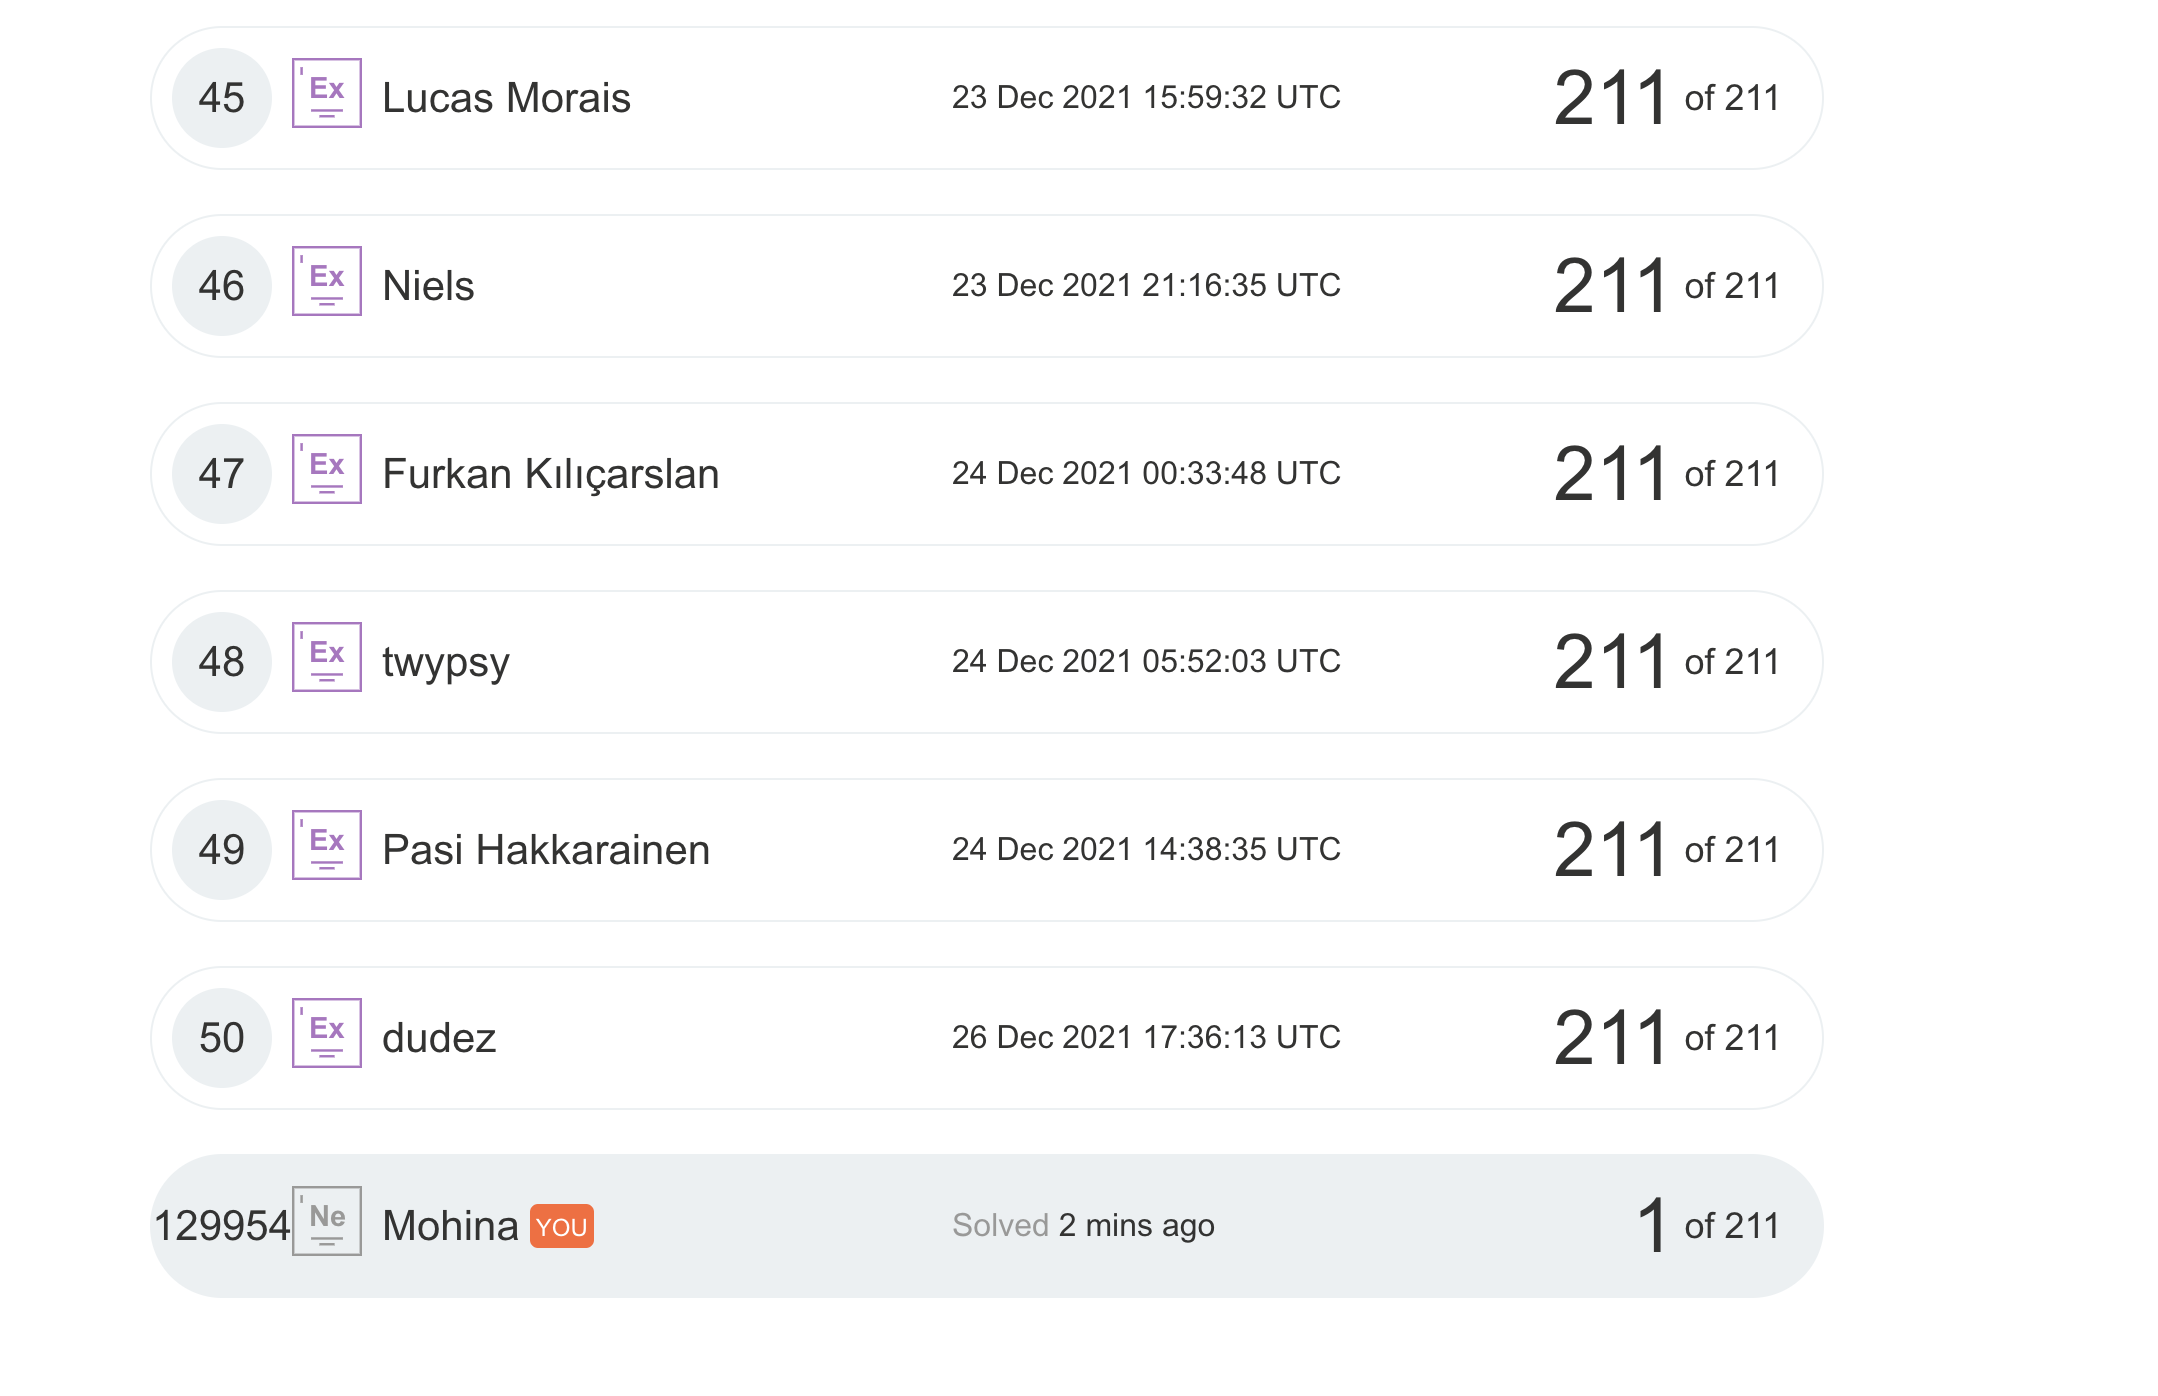 45 Ex Lucas Morais 23 Dec 2021 15:59:32 UTC 211 of 211
46 Ex Niels 23 Dec 2021 21:16:35 UTC 211 of 211
47 Ex Furkan Kılıçarslan 24 Dec 2021 00:33:48 UTC 211 of 211
48 Ex twypsy 24 Dec 2021 05:52:03 UTC 211 of 211
49 Ex Pasi Hakkarainen 24 Dec 2021 14:38:35 UTC 211 of 211
50 Ex dudez 26 Dec 2021 17:36:13 UTC 211 of 211
129954 Ne Mohina YOU Solved 2 mins ago 1 of 211